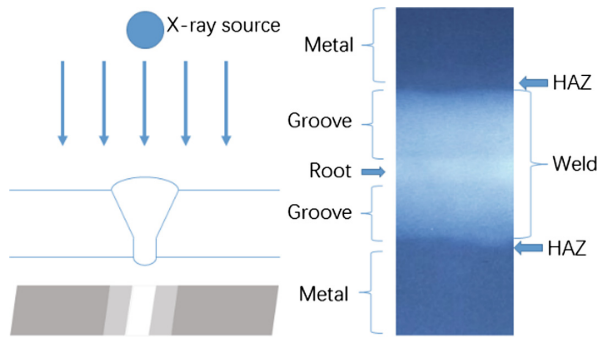 X-ray source
Metal
HAZ
Groove
Root
Weld
Groove
HAZ
Metal